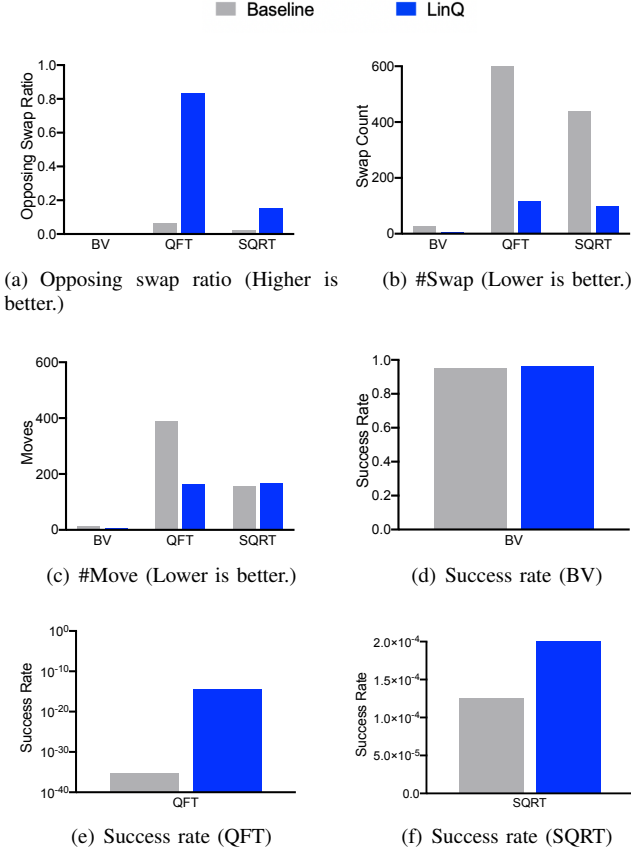 Baseline LinQ
1.0
0.8
0.6
0.4
0.2
0.0
Opposing Swap Ratio
BV QFT SQRT
(a) Opposing swap ratio (Higher is
better.)
600
400
200
0
Swap Count
BV QFT SQRT
(b) #Swap (Lower is better.)
600
400
200
0
Moves
BV QFT SQRT
(c) #Move (Lower is better.)
1.0
0.8
0.6
0.4
0.2
0.0
Success Rate
BV
(d) Success rate (BV)
10⁰
10⁻¹⁰
10⁻²⁰
10⁻³⁰
10⁻⁴⁰
Success Rate
QFT
(e) Success rate (QFT)
2.0×10⁻⁴
1.5×10⁻⁴
1.0×10⁻⁴
5.0×10⁻⁵
0.0
Success Rate
SQRT
(f) Success rate (SQRT)